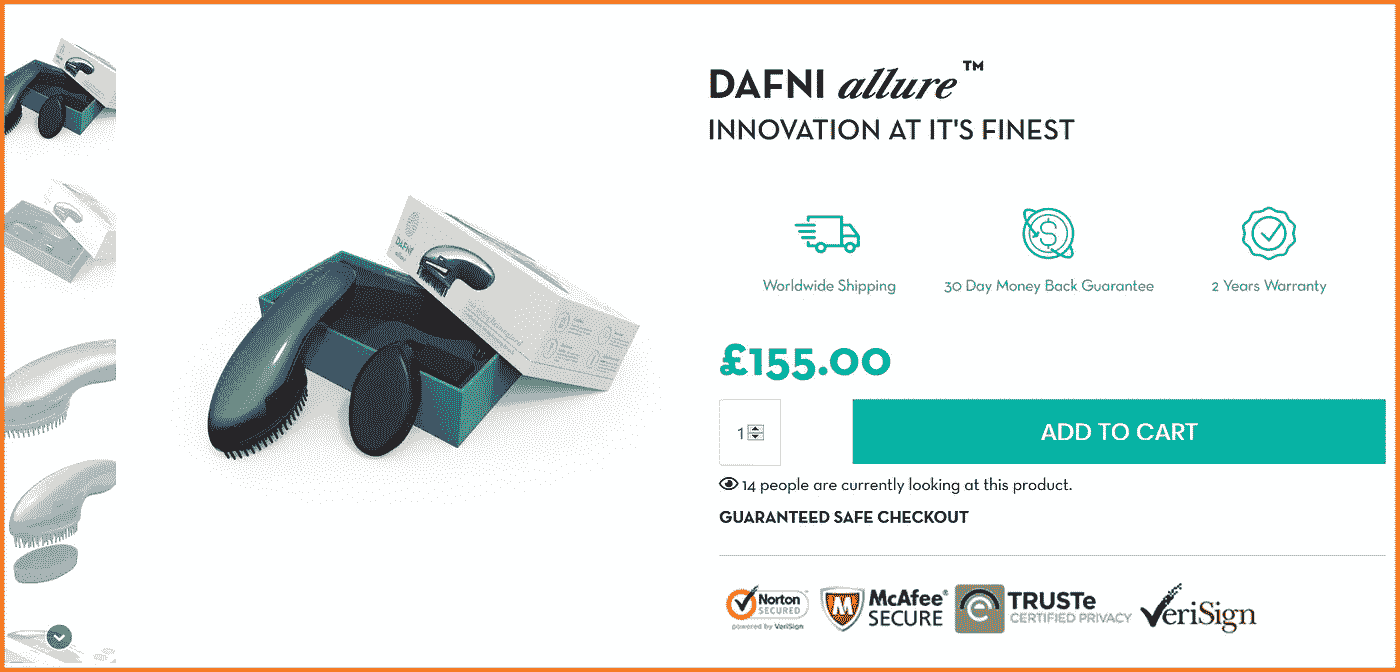 DAFNI allure™
INNOVATION AT IT'S FINEST
Worldwide Shipping
30 Day Money Back Guarantee
2 Years Warranty
£155.00
1
ADD TO CART
14 people are currently looking at this product.
GUARANTEED SAFE CHECKOUT
Norton
SECURED
powered by VeriSign
McAfee®
SECURE
TRUSTe
CERTIFIED PRIVACY
VeriSign
DAFNI
allure